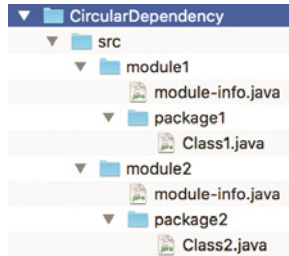 CircularDependency
src
module1
module-info.java
package1
Class1.java
module2
module-info.java
package2
Class2.java